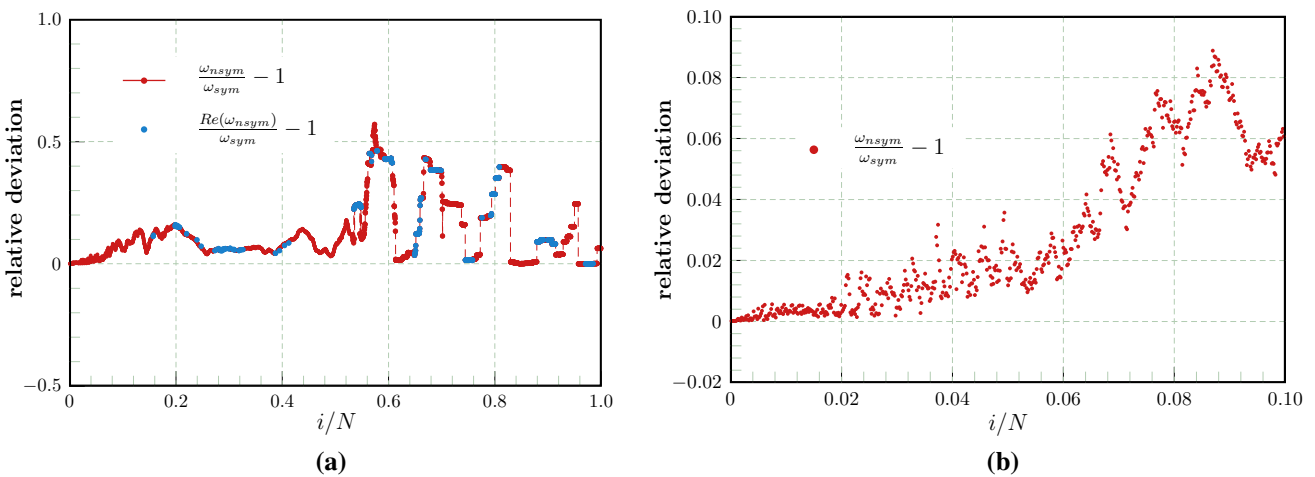 1.0
0.5
0
−0.5
relative deviation
ω_nsym/ω_sym − 1
Re(ω_nsym)/ω_sym − 1
0 0.2 0.4 0.6 0.8 1.0
i/N
(a)
0.10
0.08
0.06
0.04
0.02
0
−0.02
relative deviation
ω_nsym/ω_sym − 1
0 0.02 0.04 0.06 0.08 0.10
i/N
(b)